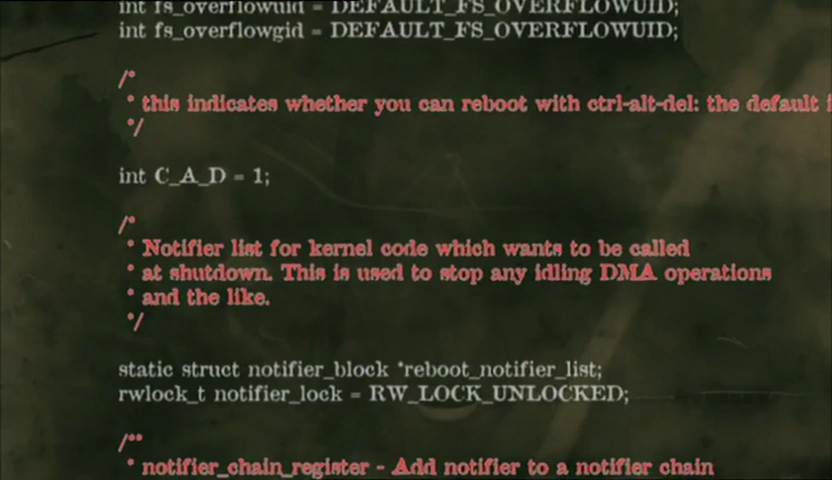 int fs_overflowuid = DEFAULT_FS_OVERFLOWUID;
int fs_overflowgid = DEFAULT_FS_OVERFLOWUID;
/*
* this indicates whether you can reboot with ctrl-alt-del: the default
*/
int C_A_D = 1;
/*
* Notifier list for kernel code which wants to be called
* at shutdown. This is used to stop any idling DMA operations
* and the like.
*/
static struct notifier_block *reboot_notifier_list;
rwlock_t notifier_lock = RW_LOCK_UNLOCKED;
/**
* notifier_chain_register - Add notifier to a notifier chain